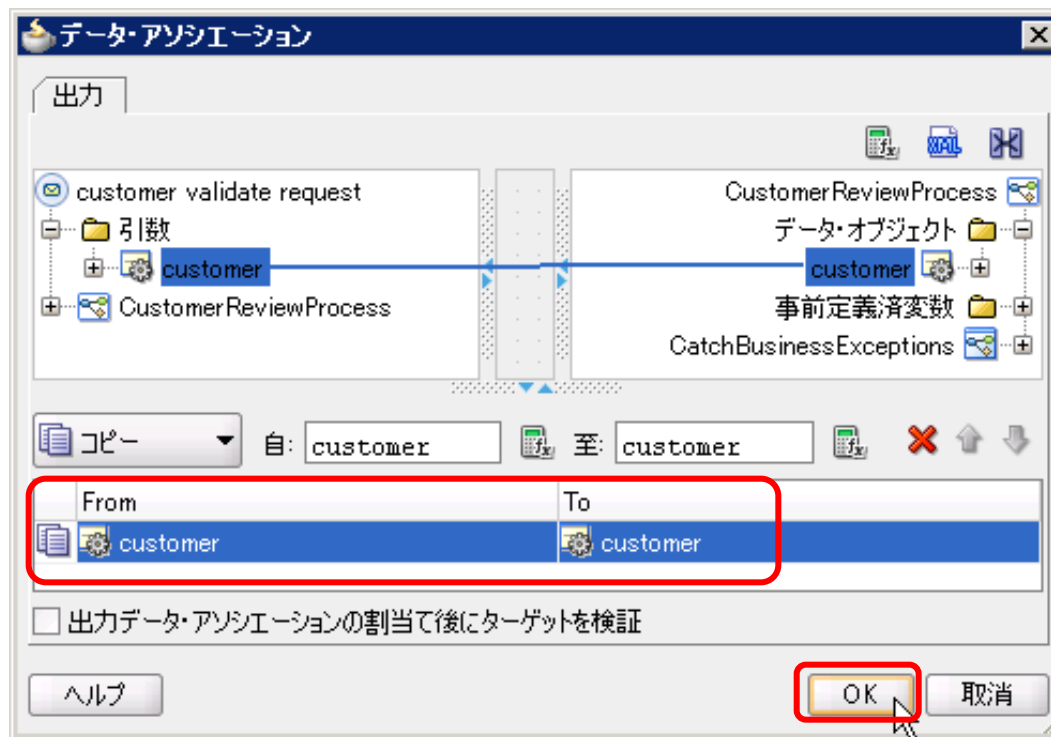 データ・アソシエーション
出力
customer validate request
引数
customer
CustomerReviewProcess
CustomerReviewProcess
データ・オブジェクト
customer
事前定義済変数
CatchBusinessExceptions
コピー 自: customer 至: customer
From To
customer customer
出力データ・アソシエーションの割当て後にターゲットを検証
ヘルプ OK 取消